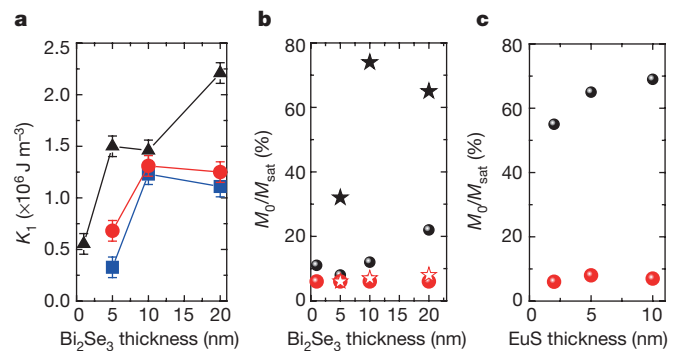 a
K₁ (×10⁶ J m⁻³)
2.5
2.0
1.5
1.0
0.5
0.0
0 5 10 15 20
Bi₂Se₃ thickness (nm)
b
M₀/Mₛₐₜ (%)
80
60
40
20
0
0 5 10 15 20
Bi₂Se₃ thickness (nm)
c
M₀/Mₛₐₜ (%)
80
60
40
20
0
0 5 10
EuS thickness (nm)